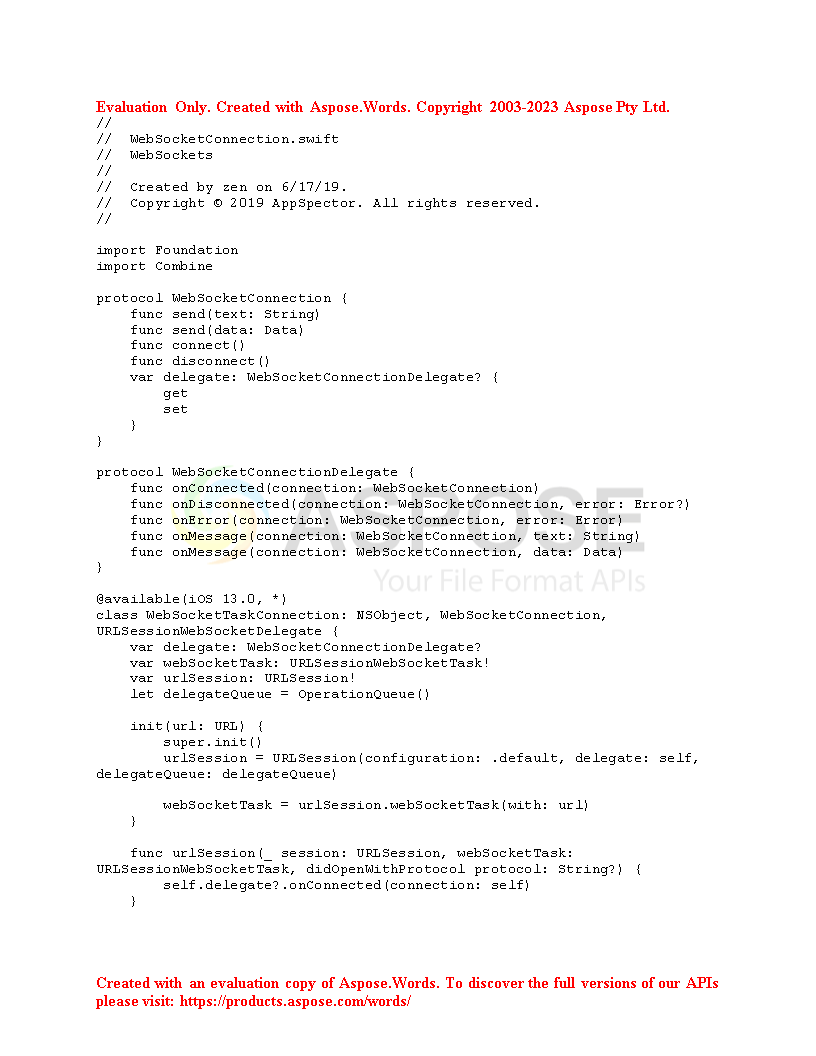 Evaluation Only. Created with Aspose.Words. Copyright 2003-2023 Aspose Pty Ltd.
//
//  WebSocketConnection.swift
//  WebSockets
//
//  Created by zen on 6/17/19.
//  Copyright © 2019 AppSpector. All rights reserved.
//

import Foundation
import Combine

protocol WebSocketConnection {
    func send(text: String)
    func send(data: Data)
    func connect()
    func disconnect()
    var delegate: WebSocketConnectionDelegate? {
        get
        set
    }
}

protocol WebSocketConnectionDelegate {
    func onConnected(connection: WebSocketConnection)
    func onDisconnected(connection: WebSocketConnection, error: Error?)
    func onError(connection: WebSocketConnection, error: Error)
    func onMessage(connection: WebSocketConnection, text: String)
    func onMessage(connection: WebSocketConnection, data: Data)
}
ASPOSE
Your File Format APIs

@available(iOS 13.0, *)
class WebSocketTaskConnection: NSObject, WebSocketConnection,
URLSessionWebSocketDelegate {
    var delegate: WebSocketConnectionDelegate?
    var webSocketTask: URLSessionWebSocketTask!
    var urlSession: URLSession!
    let delegateQueue = OperationQueue()

    init(url: URL) {
        super.init()
        urlSession = URLSession(configuration: .default, delegate: self,
delegateQueue: delegateQueue)

        webSocketTask = urlSession.webSocketTask(with: url)
    }

    func urlSession(_ session: URLSession, webSocketTask:
URLSessionWebSocketTask, didOpenWithProtocol protocol: String?) {
        self.delegate?.onConnected(connection: self)
    }

Created with an evaluation copy of Aspose.Words. To discover the full versions of our APIs
please visit: https://products.aspose.com/words/